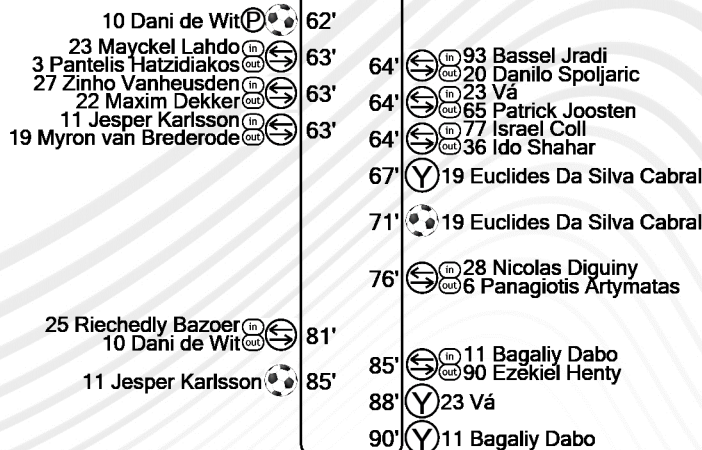 10 Dani de Wit P 62'
23 Mayckel Lahdo in
3 Pantelis Hatzidiakos out 63'
27 Zinho Vanheusden in
22 Maxim Dekker out 63'
11 Jesper Karlsson in
19 Myron van Brederode out 63'
64' in 93 Bassel Jradi
out 20 Danilo Spoljaric
64' in 23 Vá
out 65 Patrick Joosten
64' in 77 Israel Coll
out 36 Ido Shahar
67' Y 19 Euclides Da Silva Cabral
71' 19 Euclides Da Silva Cabral
76' in 28 Nicolas Diguiny
out 6 Panagiotis Artymatas
25 Riechedly Bazoer in
10 Dani de Wit out 81'
85' in 11 Bagaliy Dabo
out 90 Ezekiel Henty
11 Jesper Karlsson 85'
88' Y 23 Vá
90' Y 11 Bagaliy Dabo